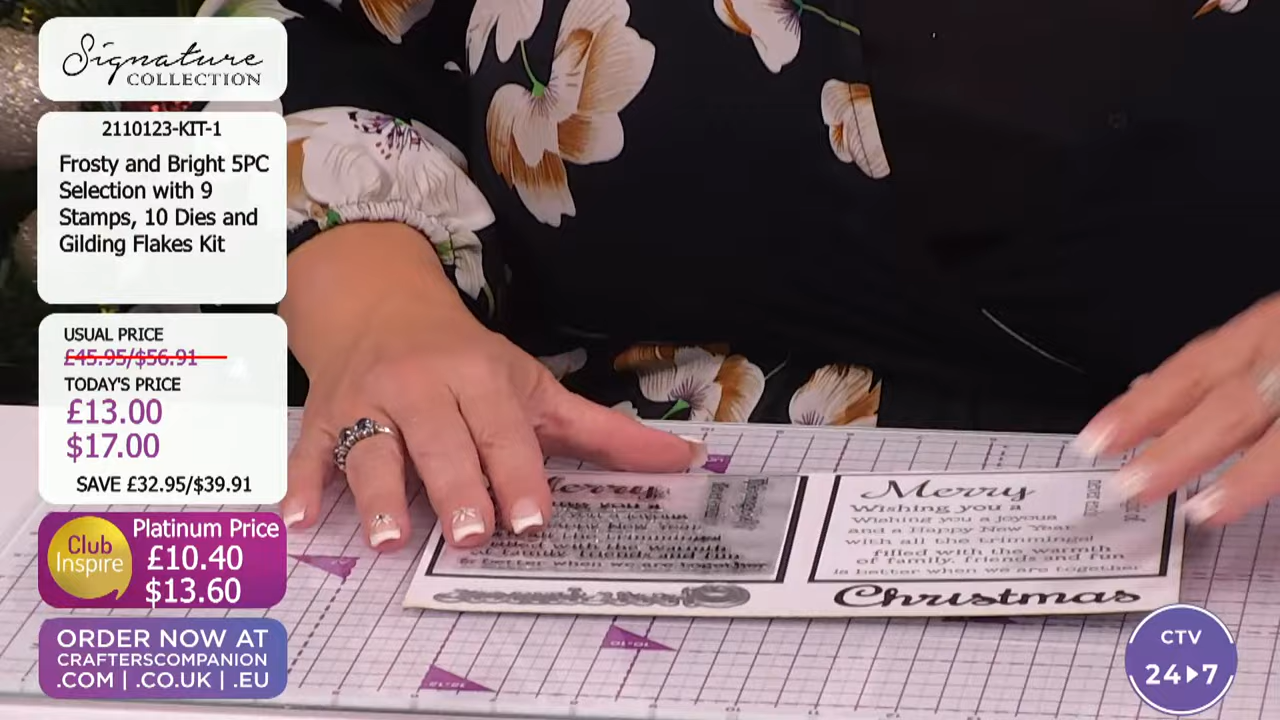 Signature
COLLECTION
2110123-KIT-1
Frosty and Bright 5PC
Selection with 9
Stamps, 10 Dies and
Gilding Flakes Kit
USUAL PRICE
£45.95/$56.91
TODAY'S PRICE
£13.00
$17.00
SAVE £32.95/$39.91
Club
Inspire
Platinum Price
£10.40
$13.60
ORDER NOW AT
CRAFTERSCOMPANION
.COM | .CO.UK | .EU
Merry
Merry
Wishing you a
Wishing you a joyous
and a Happy New Year
with all the trimmings!
filled with the warmth
of family, friends and fun
is better when we are together
Christmas
CTV
24▶7